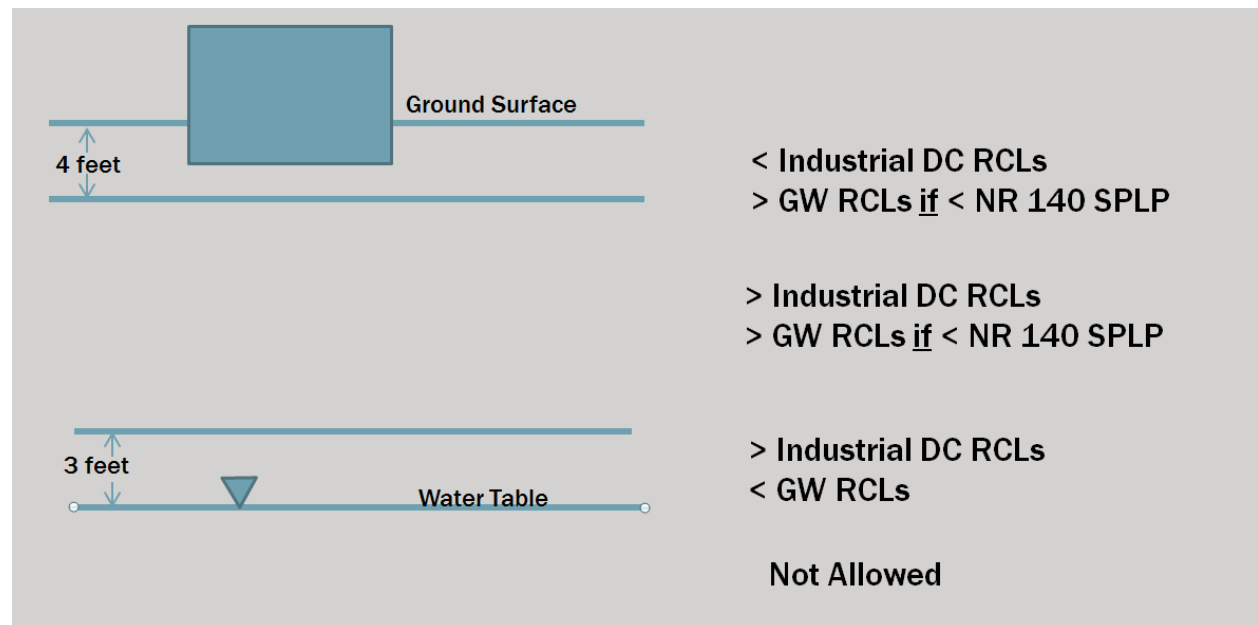 Ground Surface
4 feet
< Industrial DC RCLs
> GW RCLs if < NR 140 SPLP
> Industrial DC RCLs
> GW RCLs if < NR 140 SPLP
3 feet
> Industrial DC RCLs
< GW RCLs
Water Table
Not Allowed